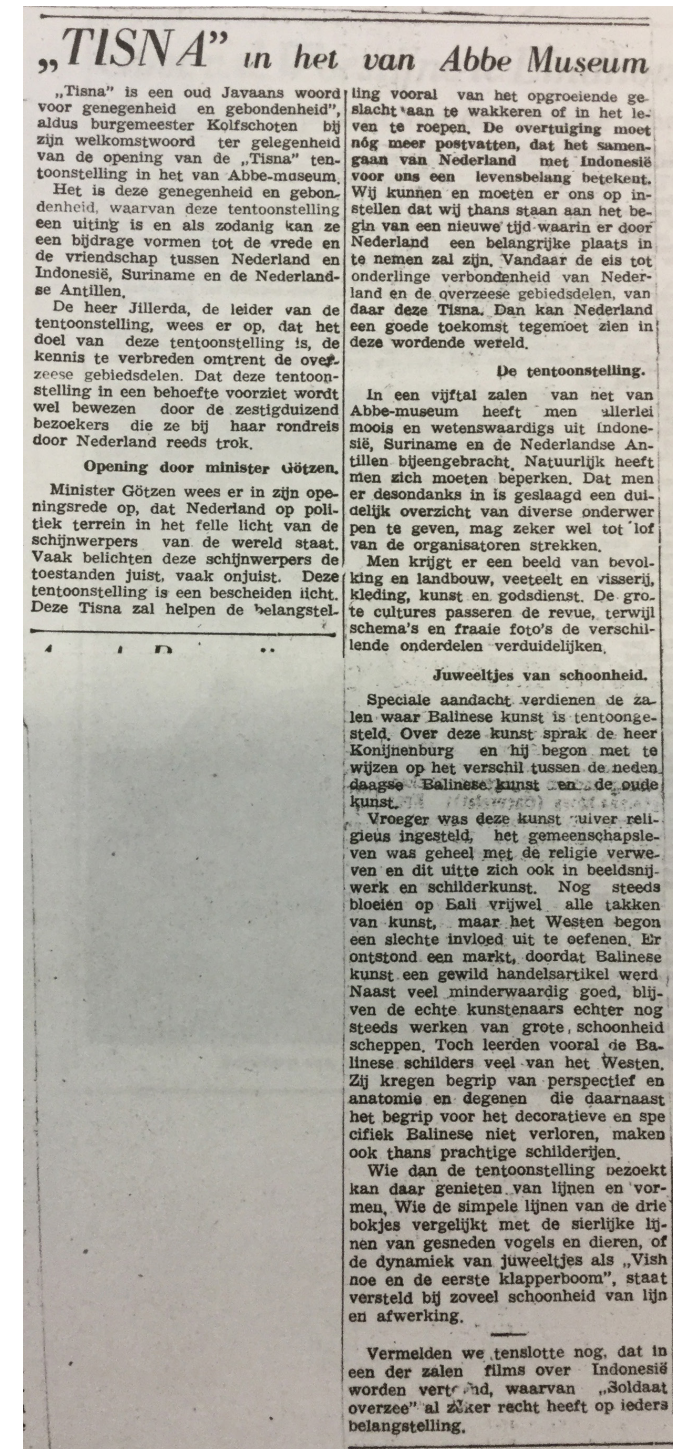 „TISNA” in het van Abbe Museum
„Tisna” is een oud Javaans woord
voor genegenheid en gebondenheid”,
aldus burgemeester Kolfschoten bij
zijn welkomstwoord ter gelegenheid
van de opening van de „Tisna” ten-
toonstelling in het van Abbe-museum.
Het is deze genegenheid en gebon-
denheid, waarvan deze tentoonstelling
een uiting is en als zodanig kan ze
een bijdrage vormen tot de vrede en
de vriendschap tussen Nederland en
Indonesië, Suriname en de Nederland-
se Antillen.
De heer Jillerda, de leider van de
tentoonstelling, wees er op, dat het
doel van deze tentoonstelling is, de
kennis te verbreden omtrent de over-
zeese gebiedsdelen. Dat deze tentoon-
stelling in een behoefte voorziet wordt
wel bewezen door de zestigduizend
bezoekers die ze bij haar rondreis
door Nederland reeds trok.
Opening door minister Götzen.
Minister Götzen wees er in zijn ope-
ningsrede op, dat Nederland op poli-
tiek terrein in het felle licht van de
schijnwerpers van de wereld staat.
Vaak belichten deze schijnwerpers de
toestanden juist, vaak onjuist. Deze
tentoonstelling is een bescheiden licht.
Deze Tisna zal helpen de belangstel-
ling vooral van het opgroeiende ge-
slacht aan te wakkeren of in het le-
ven te roepen. De overtuiging moet
nóg meer postvatten, dat het samen-
gaan van Nederland met Indonesië
voor ons een levensbelang betekent.
Wij kunnen en moeten er ons op in-
stellen dat wij thans staan aan het be-
gin van een nieuwe tijd waarin er door
Nederland een belangrijke plaats in
te nemen zal zijn. Vandaar de eis tot
onderlinge verbondenheid van Neder-
land en de overzeese gebiedsdelen, van
daar deze Tisna. Dan kan Nederland
een goede toekomst tegemoet zien in
deze wordende wereld.
De tentoonstelling.
In een vijftal zalen van het van
Abbe-museum heeft men allerlei
moois en wetenswaardigs uit Indone-
sië, Suriname en de Nederlandse An-
tillen bijeengebracht. Natuurlijk heeft
men zich moeten beperken. Dat men
er desondanks in is geslaagd een dui-
delijk overzicht van diverse onderwer
pen te geven, mag zeker wel tot lof
van de organisatoren strekken.
Men krijgt er een beeld van bevol-
king en landbouw, veeteelt en visserij,
kleding, kunst en godsdienst. De gro-
te cultures passeren de revue, terwijl
schema's en fraaie foto's de verschil-
lende onderdelen verduidelijken.
Juweeltjes van schoonheid.
Speciale aandacht verdienen de za-
len waar Balinese kunst is tentoonge-
steld. Over deze kunst sprak de heer
Konijnenburg en hij begon met te
wijzen op het verschil tussen de heden
daagse Balinese kunst en de oude
kunst.
Vroeger was deze kunst zuiver reli-
gieus ingesteld, het gemeenschapsle-
ven was geheel met de religie verwe-
ven en dit uitte zich ook in beeldsnij-
werk en schilderkunst. Nog steeds
bloeien op Bali vrijwel alle takken
van kunst, maar het Westen begon
een slechte invloed uit te oefenen. Er
ontstond een markt, doordat Balinese
kunst een gewild handelsartikel werd
Naast veel minderwaardig goed, blij-
ven de echte kunstenaars echter nog
steeds werken van grote schoonheid
scheppen. Toch leerden vooral de Ba-
linese schilders veel van het Westen.
Zij kregen begrip van perspectief en
anatomie en degenen die daarnaast
het begrip voor het decoratieve en spe
cifiek Balinese niet verloren, maken
ook thans prachtige schilderijen.
Wie dan de tentoonstelling bezoekt
kan daar genieten van lijnen en vor-
men. Wie de simpele lijnen van de drie
bokjes vergelijkt met de sierlijke lij-
nen van gesneden vogels en dieren, of
de dynamiek van juweeltjes als „Vish
noe en de eerste klapperboom”, staat
versteld bij zoveel schoonheid van lijn
en afwerking.
Vermelden we tenslotte nog, dat in
een der zalen films over Indonesië
worden vertoond, waarvan „Soldaat
overzee” al zeker recht heeft op ieders
belangstelling.